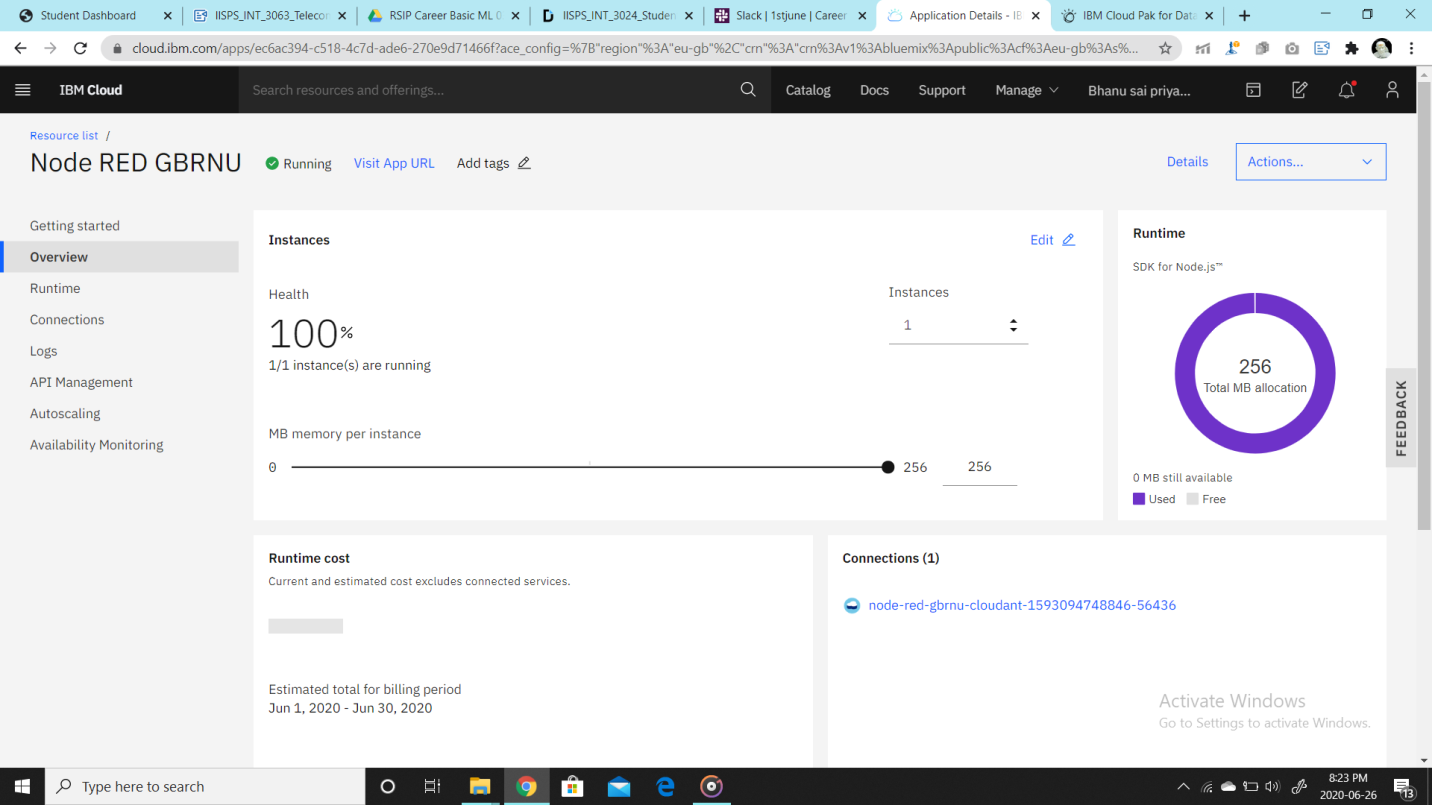 Student Dashboard
IISPS_INT_3063_Telecon
RSIP Career Basic ML 0
IISPS_INT_3024_Studen
Slack | 1stjune | Career
Application Details - IB
IBM Cloud Pak for Data
cloud.ibm.com/apps/ec6ac394-c518-4c7d-ade6-270e9d71466f?ace_config=%7B"region"%3A"eu-gb"%2C"crn"%3A"crn%3Av1%3Abluemix%3Apublic%3Acf%3Aeu-gb%3As%...
IBM Cloud
Search resources and offerings...
Catalog
Docs
Support
Manage
Bhanu sai priya...
Resource list /
Node RED GBRNU
Running
Visit App URL
Add tags
Details
Actions...
Getting started
Overview
Runtime
Connections
Logs
API Management
Autoscaling
Availability Monitoring
Instances
Edit
Health
100%
1/1 instance(s) are running
Instances
1
MB memory per instance
0
256
256
Runtime
SDK for Node.js™
256
Total MB allocation
0 MB still available
Used
Free
FEEDBACK
Runtime cost
Current and estimated cost excludes connected services.
Estimated total for billing period
Jun 1, 2020 - Jun 30, 2020
Connections (1)
node-red-gbrnu-cloudant-1593094748846-56436
Activate Windows
Go to Settings to activate Windows.
Type here to search
8:23 PM
2020-06-26
13